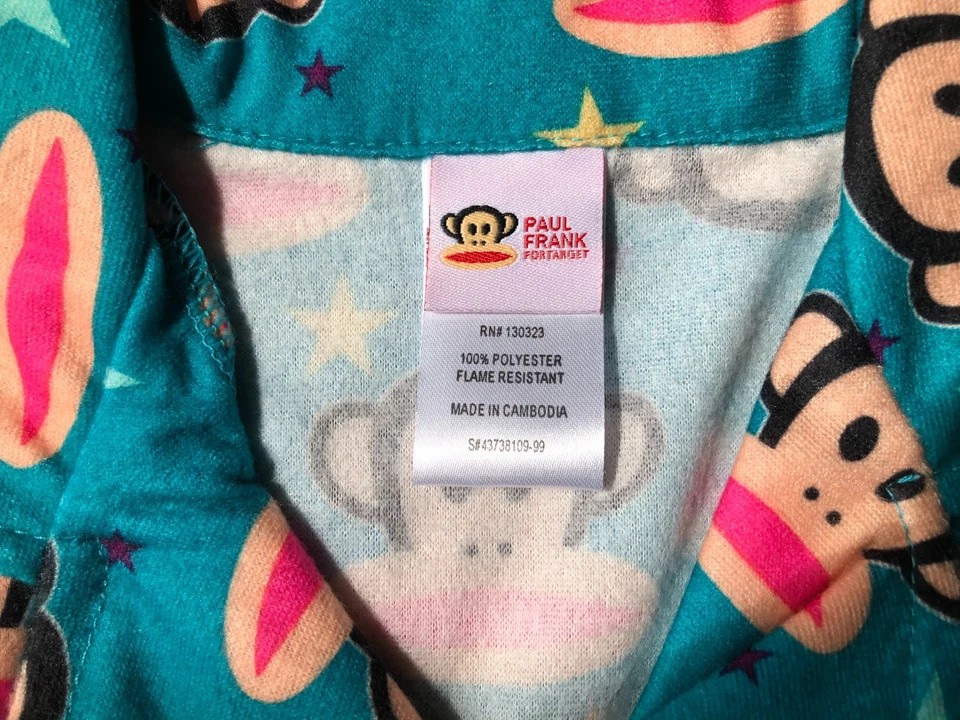 PAUL
FRANK
FOR TARGET
RN# 130323
100% POLYESTER
FLAME RESISTANT
MADE IN CAMBODIA
S#43738109-99